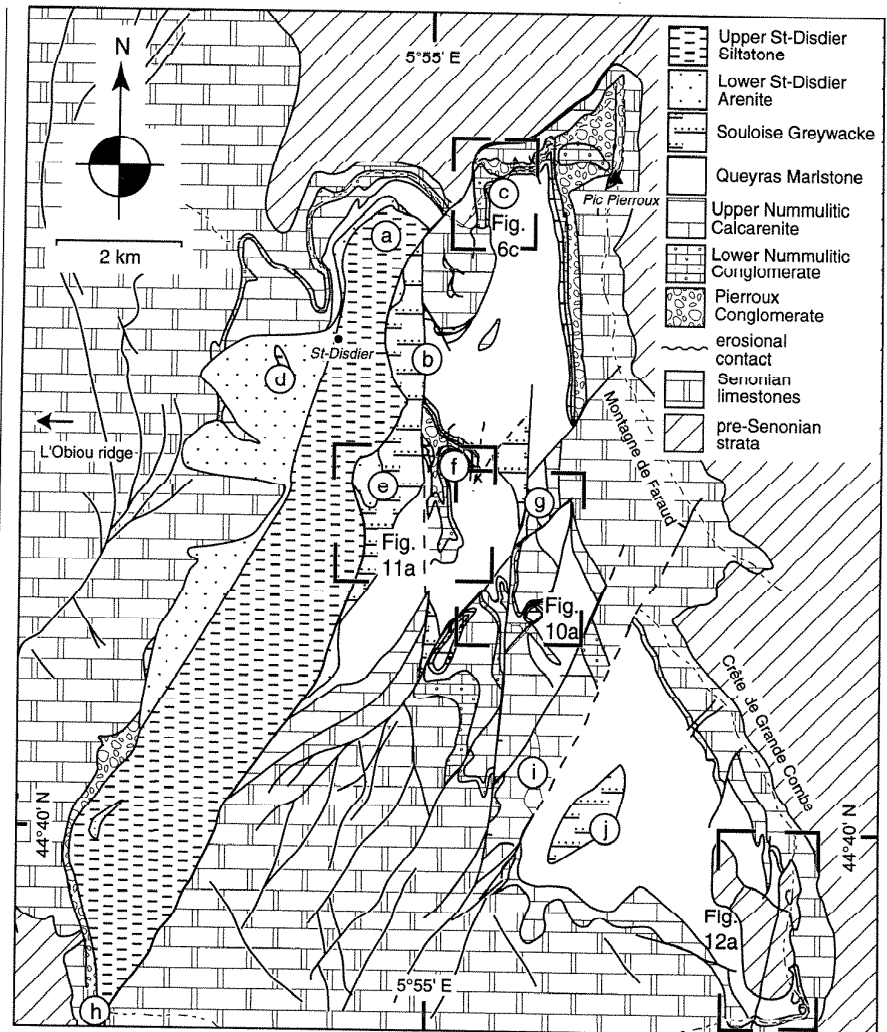 N
2 km
5°55' E
Upper St-Disdier
Siltstone
Lower St-Disdier
Arenite
Souloise Greywacke
Queyras Marlstone
Upper Nummulitic
Calcarenite
Lower Nummulitic
Conglomerate
Pierroux
Conglomerate
erosional
contact
Senonian
limestones
pre-Senonian
strata
Pic Pierroux
c
Fig.
6c
a
b
St-Disdier
d
L'Obiou ridge
Montagne de Faraud
f
e
g
Fig.
11a
Fig.
10a
Crête de Grande Combe
i
j
44°40' N
44°40' N
Fig.
12a
5°55' E
h